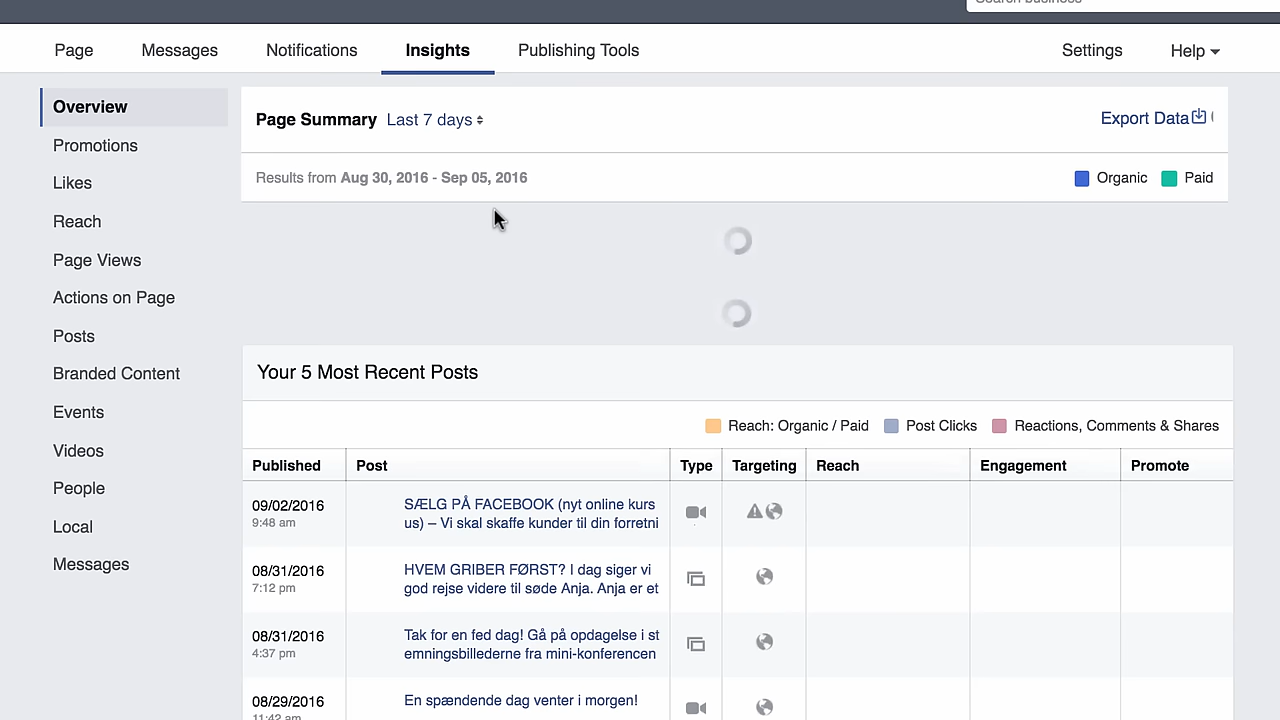 Page Messages Notifications Insights Publishing Tools Settings Help
Overview
Promotions
Likes
Reach
Page Views
Actions on Page
Posts
Branded Content
Events
Videos
People
Local
Messages
Page Summary Last 7 days
Export Data
Results from Aug 30, 2016 - Sep 05, 2016
Organic Paid
Your 5 Most Recent Posts
Reach: Organic / Paid Post Clicks Reactions, Comments & Shares
Published Post Type Targeting Reach Engagement Promote
09/02/2016
9:48 am
SÆLG PÅ FACEBOOK (nyt online kurs
us) – Vi skal skaffe kunder til din forretni
08/31/2016
7:12 pm
HVEM GRIBER FØRST? I dag siger vi
god rejse videre til søde Anja. Anja er et
08/31/2016
4:37 pm
Tak for en fed dag! Gå på opdagelse i st
emningsbillederne fra mini-konferencen
08/29/2016
11:42 am
En spændende dag venter i morgen!